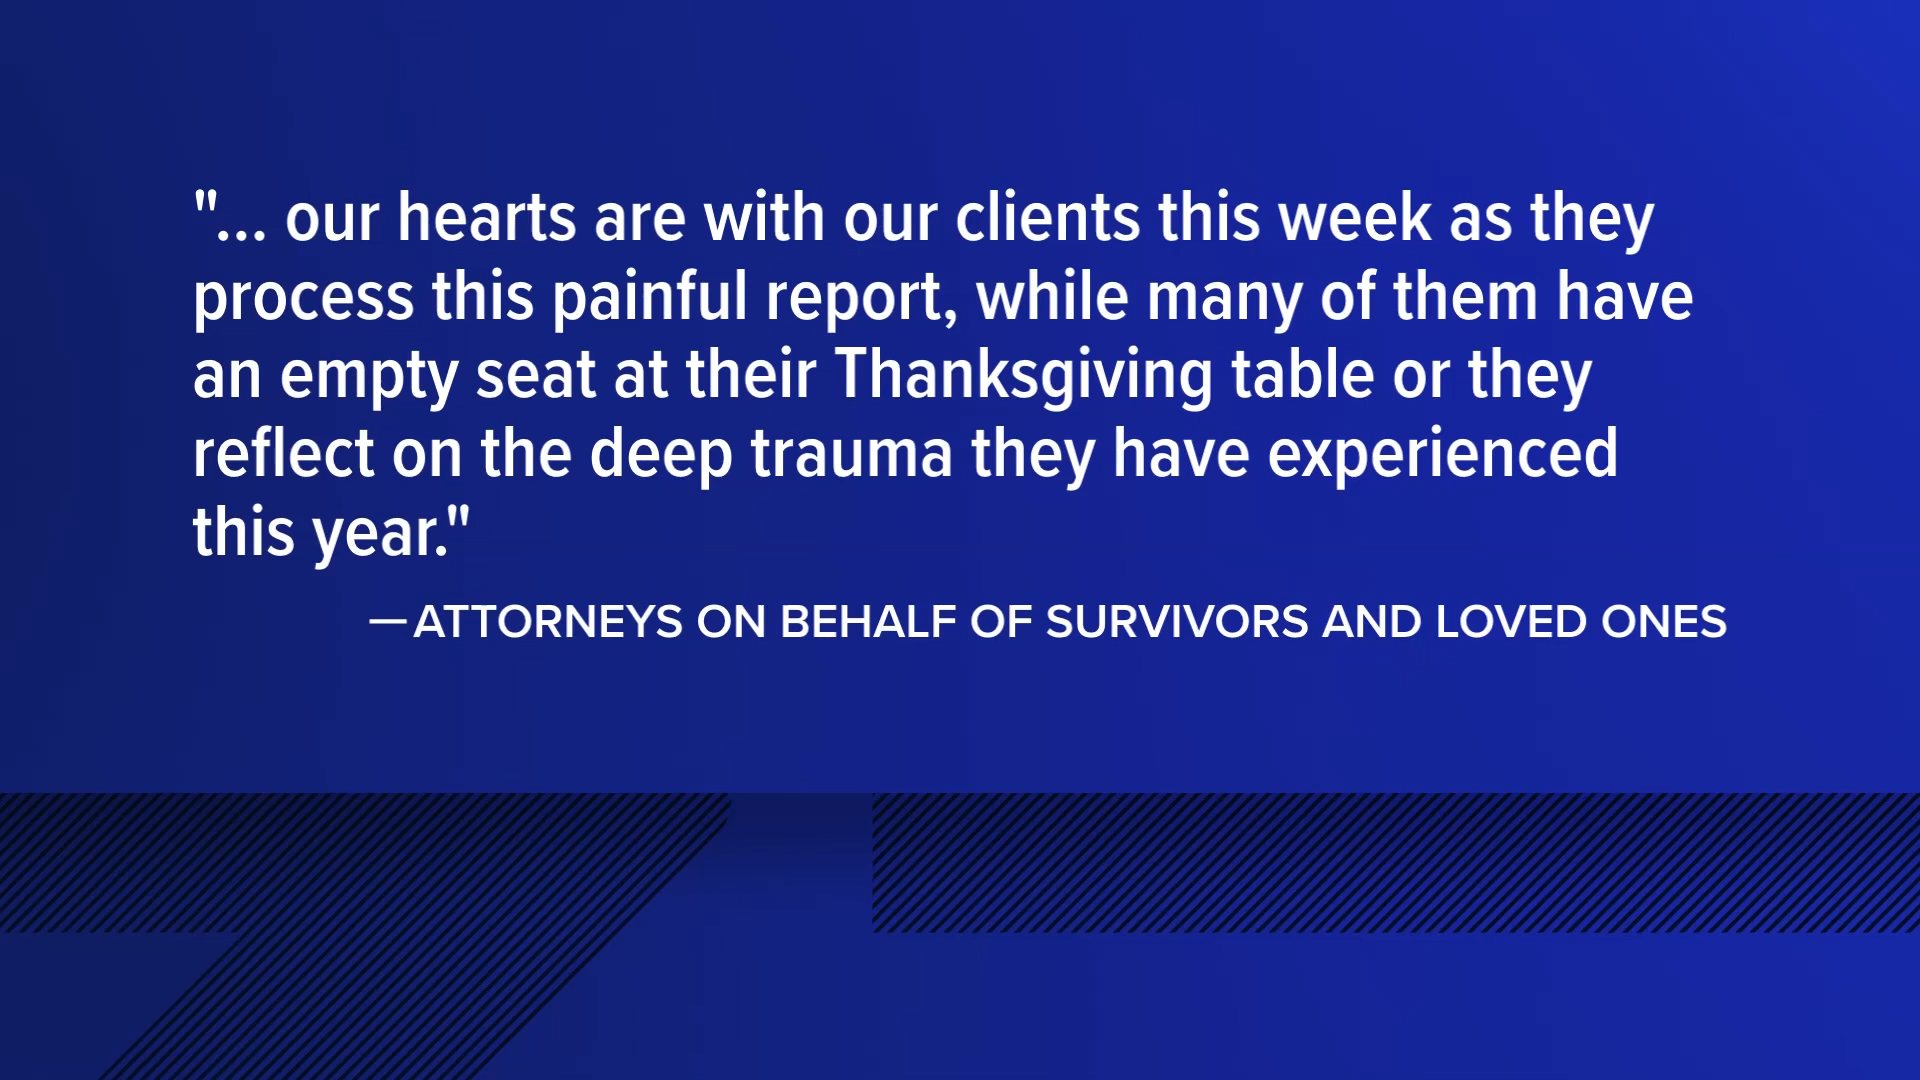 "... our hearts are with our clients this week as they
process this painful report, while many of them have
an empty seat at their Thanksgiving table or they
reflect on the deep trauma they have experienced
this year."
—ATTORNEYS ON BEHALF OF SURVIVORS AND LOVED ONES